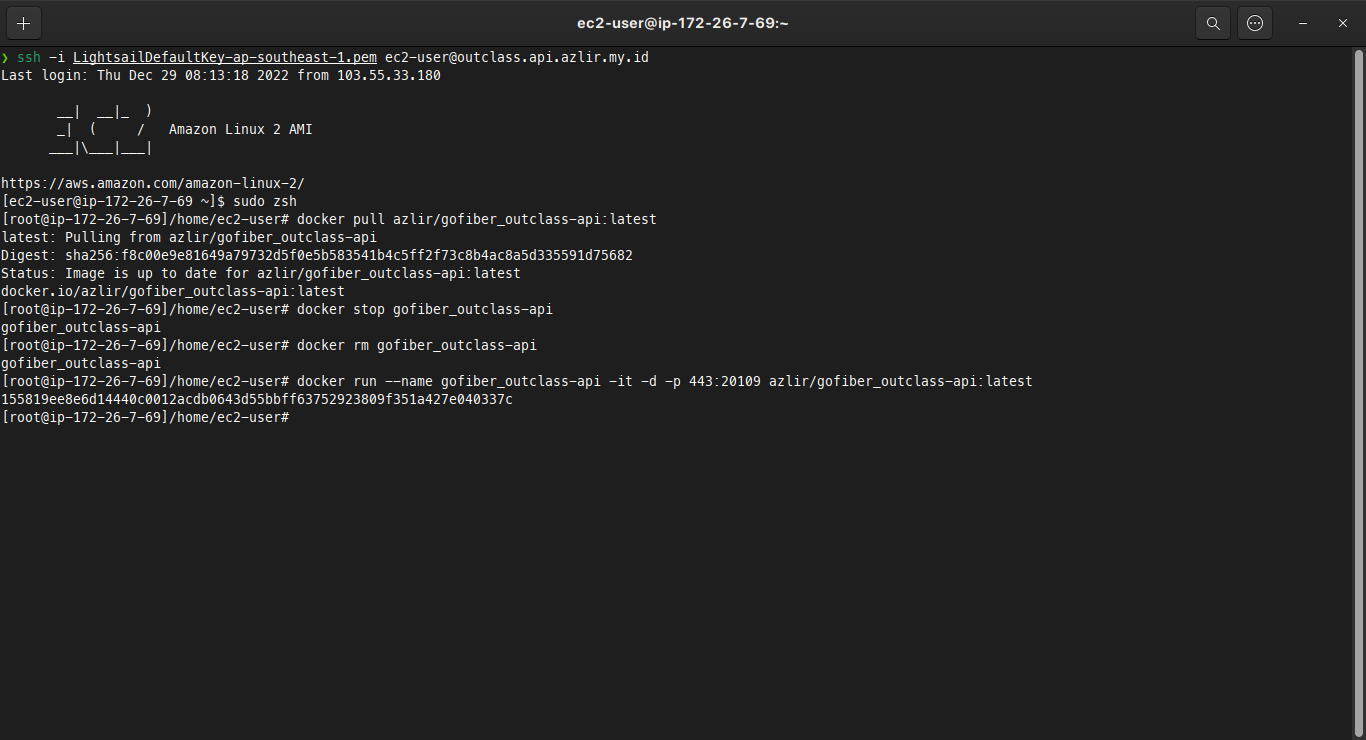 ec2-user@ip-172-26-7-69:~
❯ ssh -i LightsailDefaultKey-ap-southeast-1.pem ec2-user@outclass.api.azlir.my.id
Last login: Thu Dec 29 08:13:18 2022 from 103.55.33.180
       __|  __|_  )
       _|  (     /   Amazon Linux 2 AMI
      ___|\___|___|
https://aws.amazon.com/amazon-linux-2/
[ec2-user@ip-172-26-7-69 ~]$ sudo zsh
[root@ip-172-26-7-69]/home/ec2-user# docker pull azlir/gofiber_outclass-api:latest
latest: Pulling from azlir/gofiber_outclass-api
Digest: sha256:f8c00e9e81649a79732d5f0e5b583541b4c5ff2f73c8b4ac8a5d335591d75682
Status: Image is up to date for azlir/gofiber_outclass-api:latest
docker.io/azlir/gofiber_outclass-api:latest
[root@ip-172-26-7-69]/home/ec2-user# docker stop gofiber_outclass-api
gofiber_outclass-api
[root@ip-172-26-7-69]/home/ec2-user# docker rm gofiber_outclass-api
gofiber_outclass-api
[root@ip-172-26-7-69]/home/ec2-user# docker run --name gofiber_outclass-api -it -d -p 443:20109 azlir/gofiber_outclass-api:latest
155819ee8e6d14440c0012acdb0643d55bbff63752923809f351a427e040337c
[root@ip-172-26-7-69]/home/ec2-user#